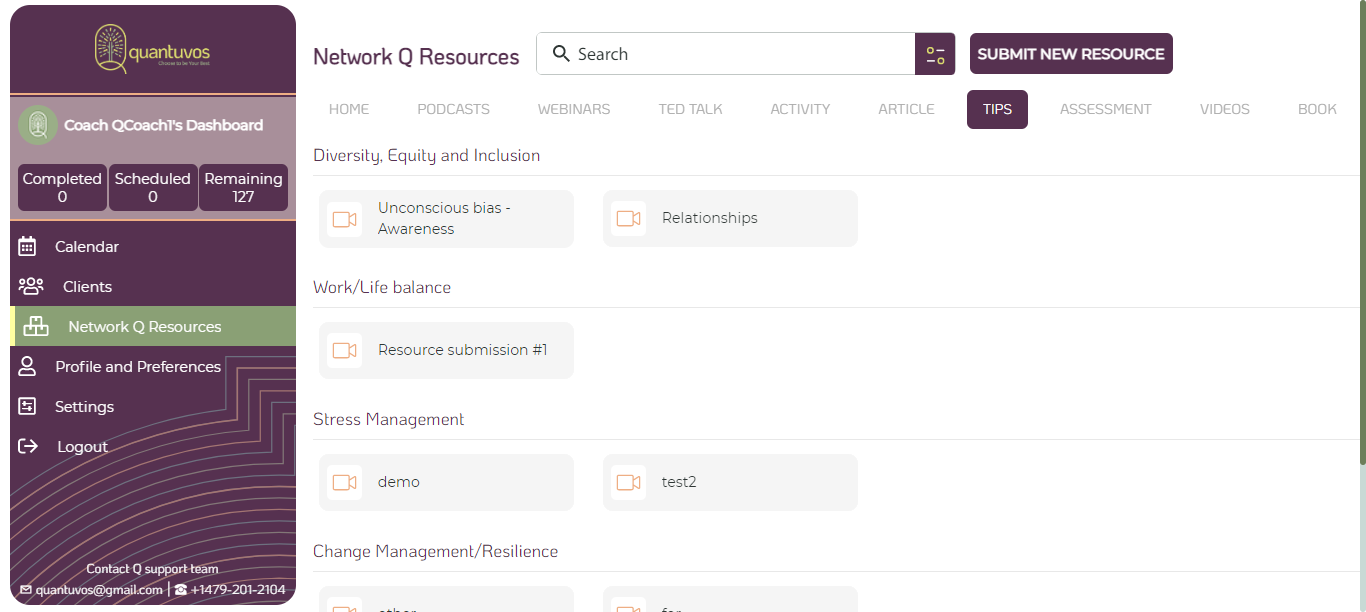 quantuvos
Choose to be Your Best
Coach QCoach1's Dashboard
Completed
0
Scheduled
0
Remaining
127
Calendar
Clients
Network Q Resources
Profile and Preferences
Settings
Logout
Contact Q support team
quantuvos@gmail.com | +1479-201-2104
Network Q Resources
Search
SUBMIT NEW RESOURCE
HOME PODCASTS WEBINARS TED TALK ACTIVITY ARTICLE TIPS ASSESSMENT VIDEOS BOOK
Diversity, Equity and Inclusion
Unconscious bias -
Awareness
Relationships
Work/Life balance
Resource submission #1
Stress Management
demo
test2
Change Management/Resilience